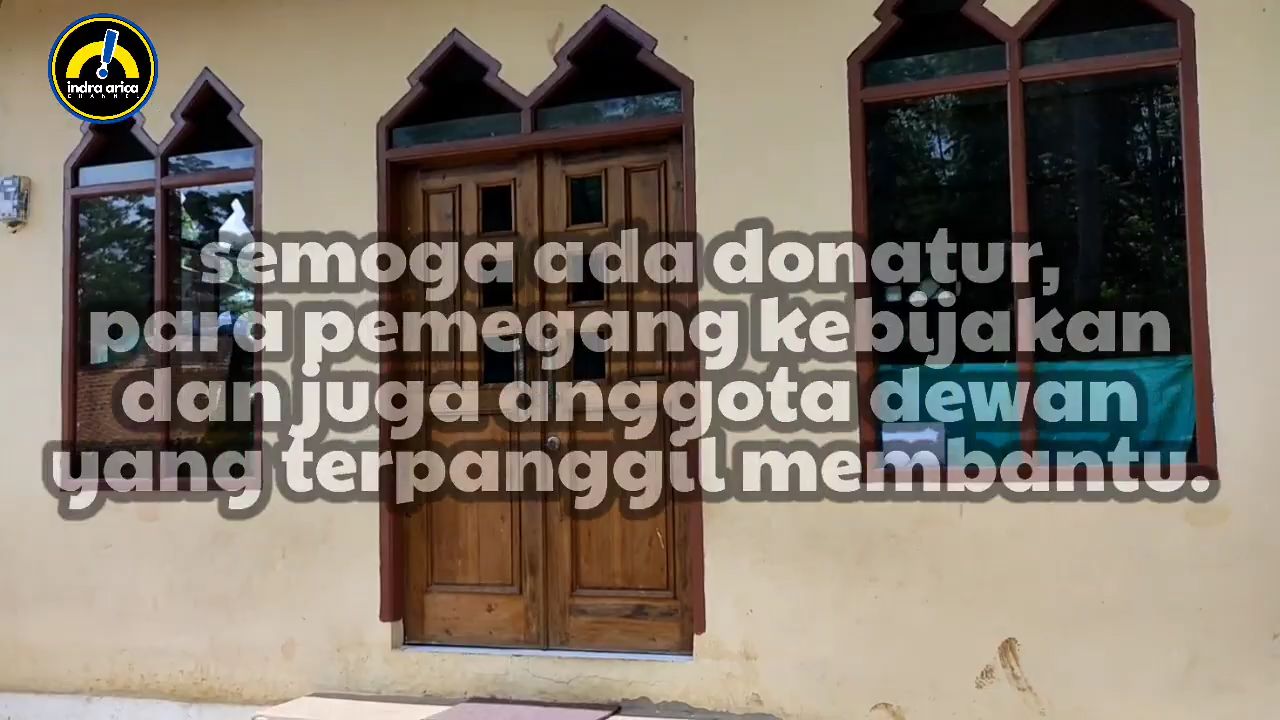 indra arica
CHANNEL
semoga ada donatur,
para pemegang kebijakan
dan juga anggota dewan
yang terpanggil membantu.